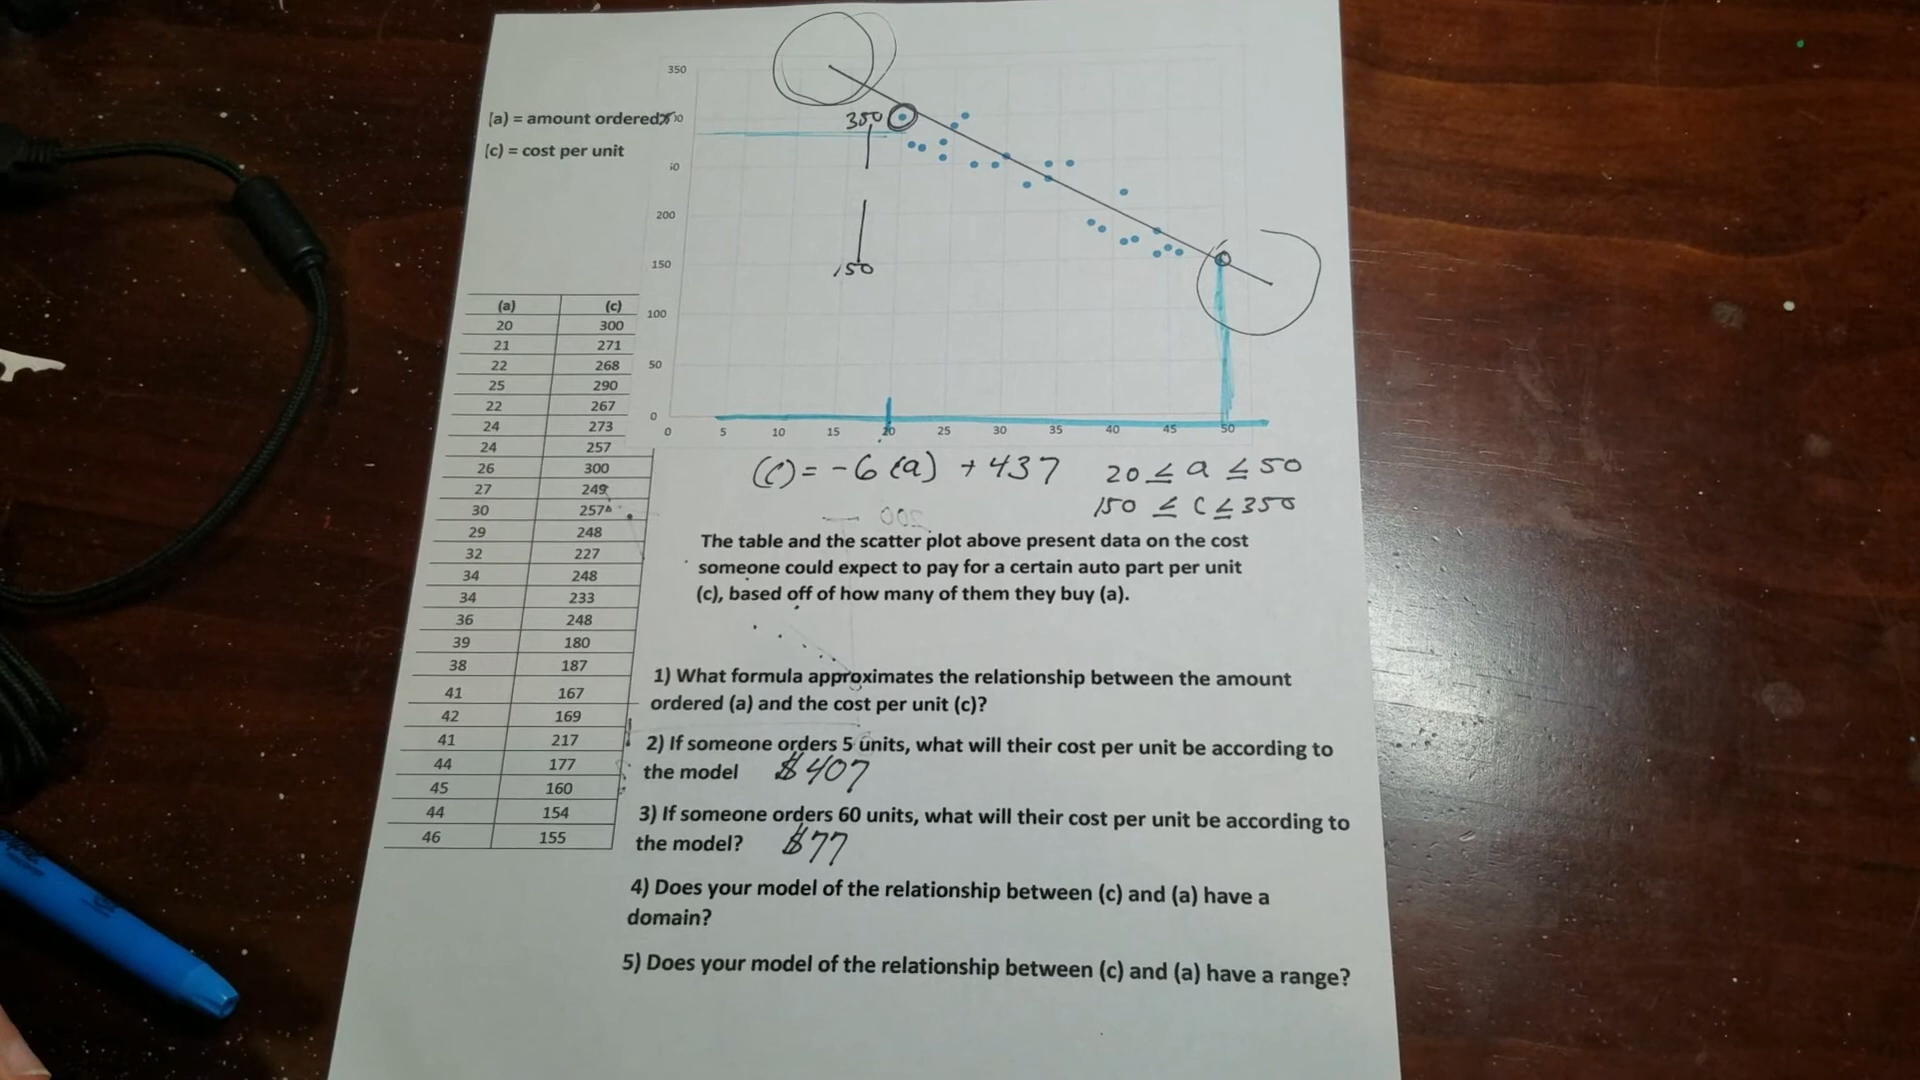 350
(a) = amount ordered
300
(c) = cost per unit
200
150
150
100
50
0
0 5 10 15 20 25 30 35 40 45 50
(a) (c)
20 300
21 271
22 268
25 290
22 267
24 273
24 257
26 300
27 249
30 257
29 248
32 227
34 248
34 233
36 248
39 180
38 187
41 167
42 169
41 217
44 177
45 160
44 154
46 155
(c) = -6(a) + 437
20 ≤ a ≤ 50
150 ≤ c ≤ 350
The table and the scatter plot above present data on the cost
someone could expect to pay for a certain auto part per unit
(c), based off of how many of them they buy (a).
1) What formula approximates the relationship between the amount
ordered (a) and the cost per unit (c)?
2) If someone orders 5 units, what will their cost per unit be according to
the model $407
3) If someone orders 60 units, what will their cost per unit be according to
the model? $77
4) Does your model of the relationship between (c) and (a) have a
domain?
5) Does your model of the relationship between (c) and (a) have a range?